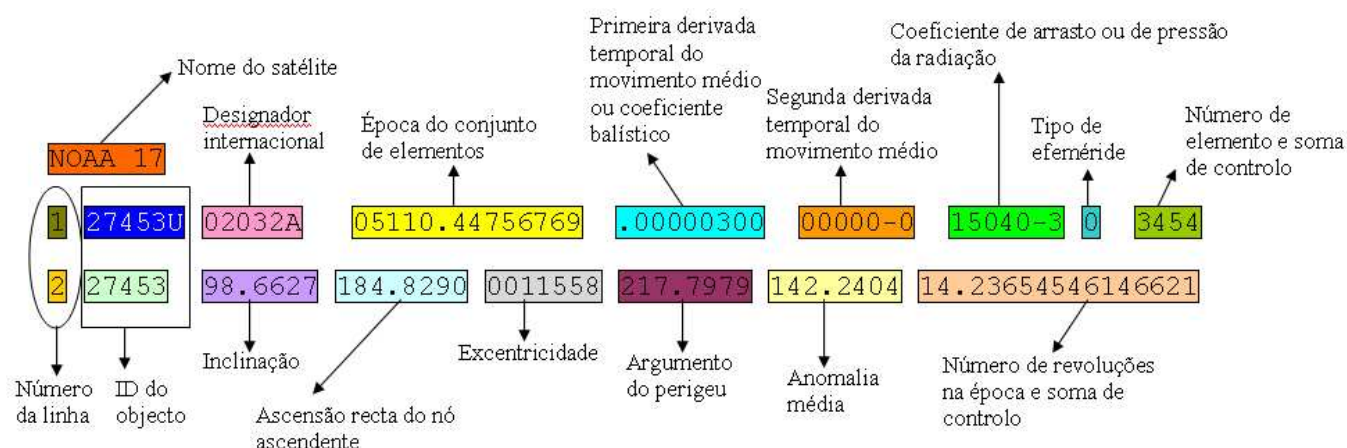 Nome do satélite
Designador
internacional
Época do conjunto
de elementos
Primeira derivada
temporal do
movimento médio
ou coeficiente
balístico
Segunda derivada
temporal do
movimento médio
Coeficiente de arrasto ou de pressão
da radiação
Tipo de
efeméride
Número de
elemento e soma
de controlo
NOAA 17
1 27453U 02032A 05110.44756769 .00000300 00000-0 15040-3 0 3454
2 27453 98.6627 184.8290 0011558 217.7979 142.2404 14.23654546146621
Número
da linha
ID do
objecto
Inclinação
Ascensão recta do nó
ascendente
Excentricidade
Argumento
do perigeu
Anomalia
média
Número de revoluções
na época e soma de
controlo